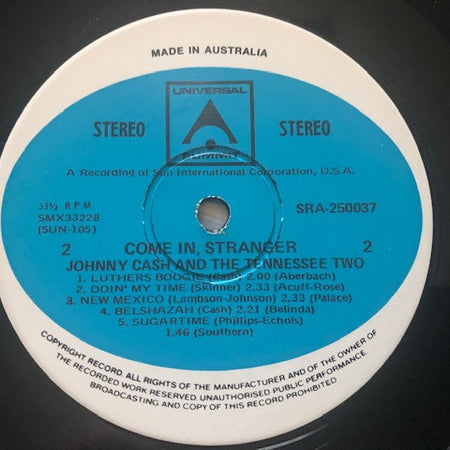 MADE IN AUSTRALIA
UNIVERSAL
STEREO STEREO
SUMMIT
A Recording of Sun International Corporation, U.S.A.
33⅓ R.P.M
SMX33228 SRA-250037
(SUN-105)
2 COME IN, STRANGER 2
JOHNNY CASH AND THE TENNESSEE TWO
1. LUTHERS BOOGIE (Cash) 2.00 (Aberbach)
2. DOIN' MY TIME (Skinner) 2.33 (Acuff-Rose)
3. NEW MEXICO (Lambson-Johnson) 2.33 (Palace)
4. BELSHAZAH (Cash) 2.21 (Belinda)
5. SUGARTIME (Phillips-Echols)
1.46 (Southern)
COPYRIGHT RECORD. ALL RIGHTS OF THE MANUFACTURER AND OF THE OWNER OF
THE RECORDED WORK RESERVED. UNAUTHORISED PUBLIC PERFORMANCE
BROADCASTING AND COPY OF THIS RECORD PROHIBITED